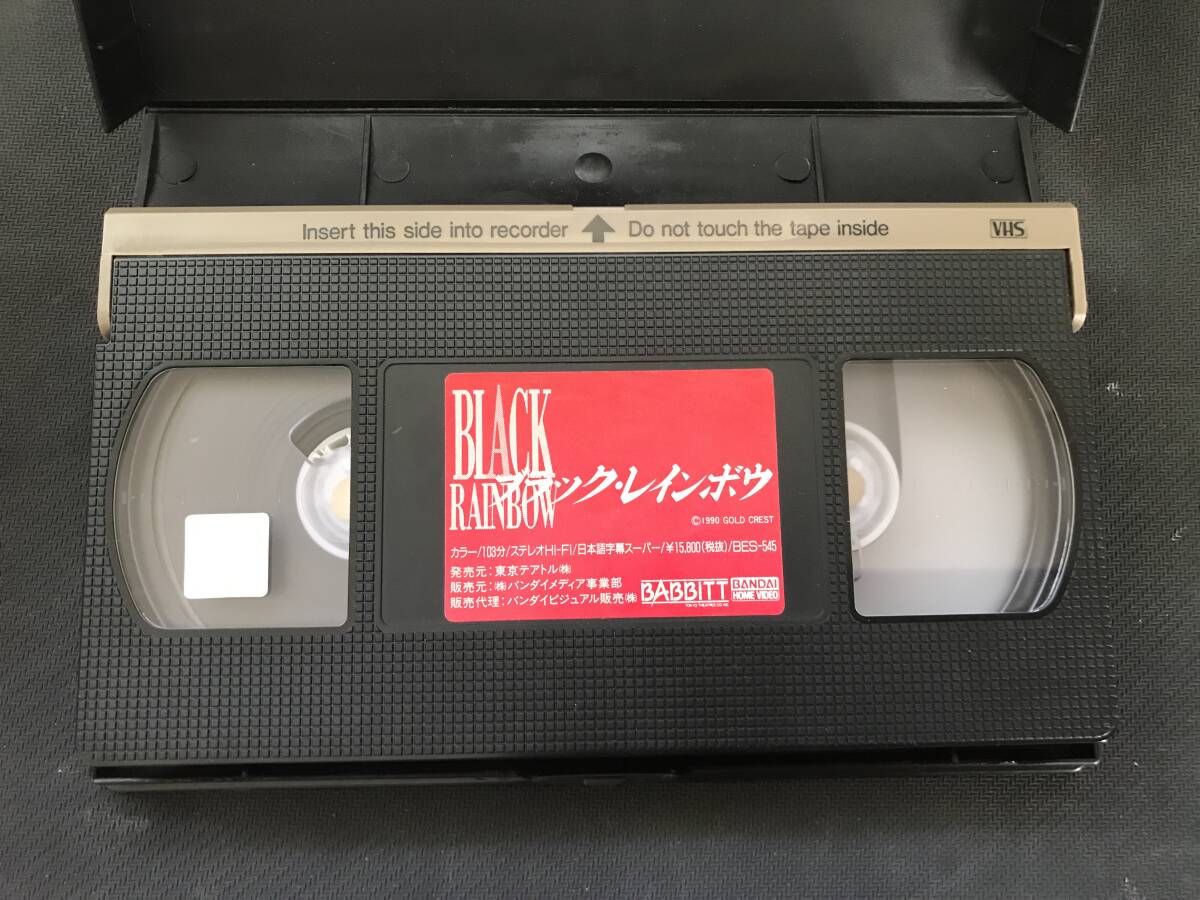 Insert this side into recorder Do not touch the tape inside VHS
BLACK
RAINBOW
ブラック・レインボウ
©1990 GOLD CREST
カラー/103分/ステレオHi-Fi/日本語字幕スーパー/¥15,800(税抜)/BES-545
発売元:東京テアトル㈱
販売元:㈱バンダイメディア事業部
販売代理:バンダイビジュアル販売㈱
BABBITT
TOKYO THEATRES CO INC
BANDAI
HOME VIDEO